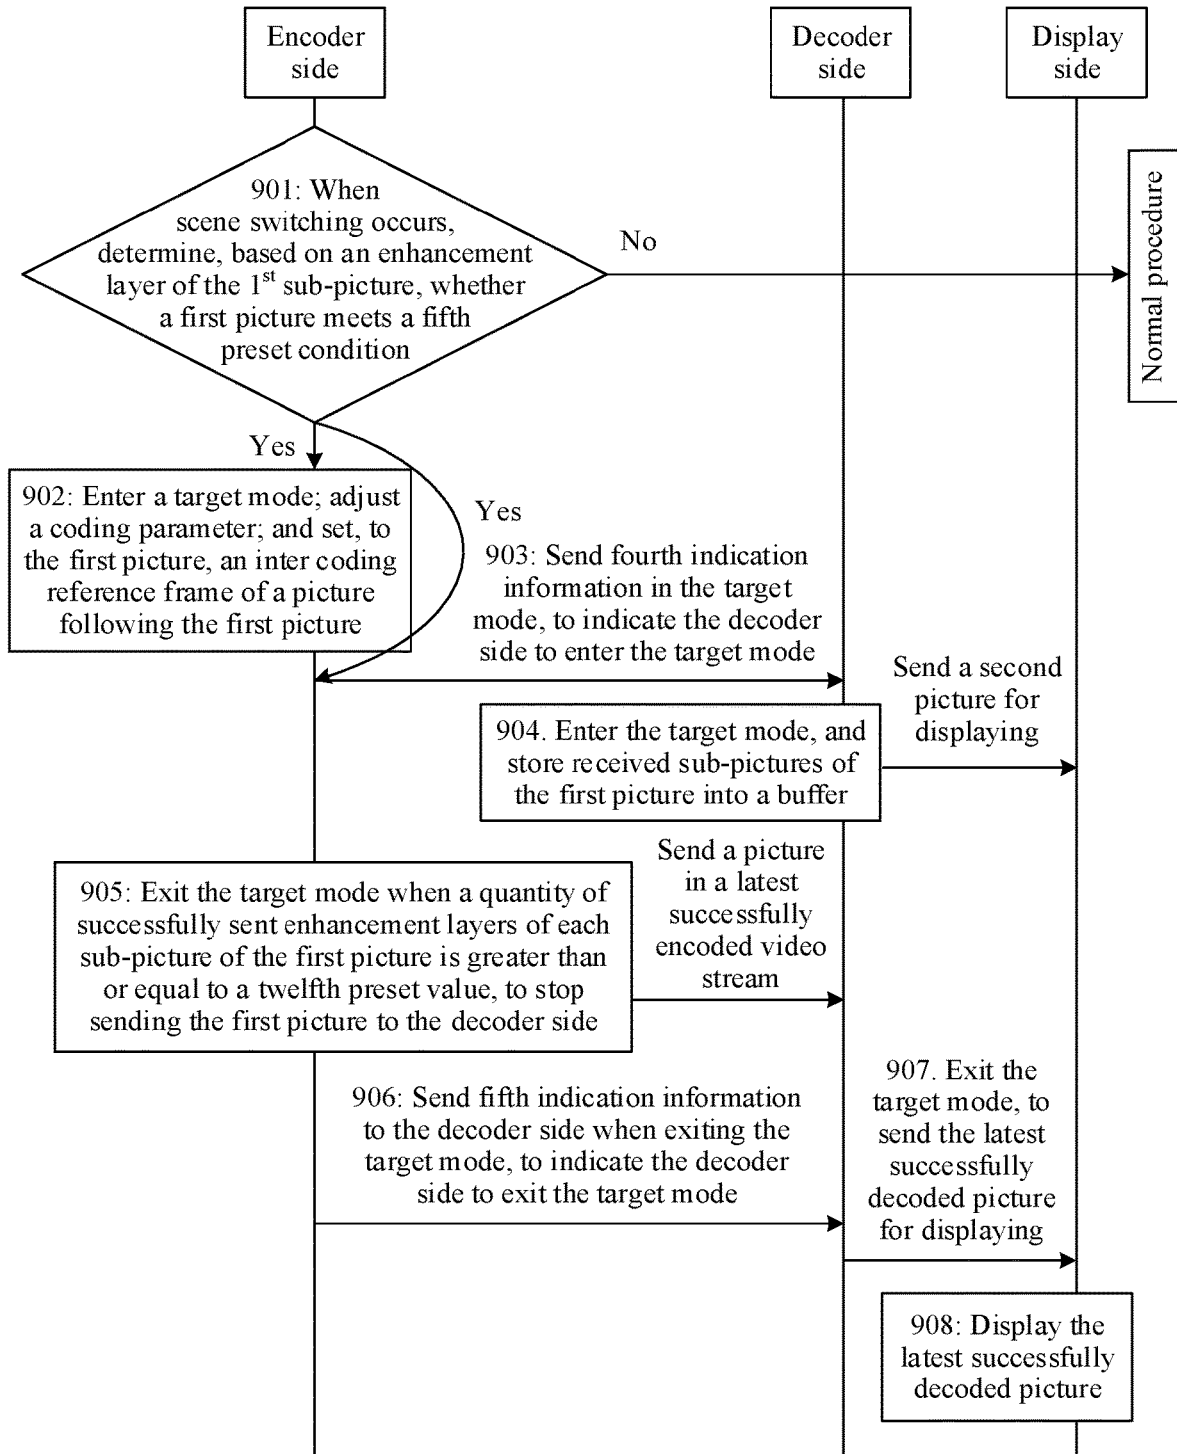 Encoder
side
Decoder
side
Display
side
901: When
scene switching occurs,
determine, based on an enhancement
layer of the 1st sub-picture, whether
a first picture meets a fifth
preset condition
No
Normal procedure
Yes
Yes
902: Enter a target mode; adjust
a coding parameter; and set, to
the first picture, an inter coding
reference frame of a picture
following the first picture
903: Send fourth indication
information in the target
mode, to indicate the decoder
side to enter the target mode
Send a second
picture for
displaying
904. Enter the target mode, and
store received sub-pictures of
the first picture into a buffer
905: Exit the target mode when a quantity of
successfully sent enhancement layers of each
sub-picture of the first picture is greater than
or equal to a twelfth preset value, to stop
sending the first picture to the decoder side
Send a picture
in a latest
successfully
encoded video
stream
906: Send fifth indication information
to the decoder side when exiting the
target mode, to indicate the decoder
side to exit the target mode
907. Exit the
target mode, to
send the latest
successfully
decoded picture
for displaying
908: Display the
latest successfully
decoded picture